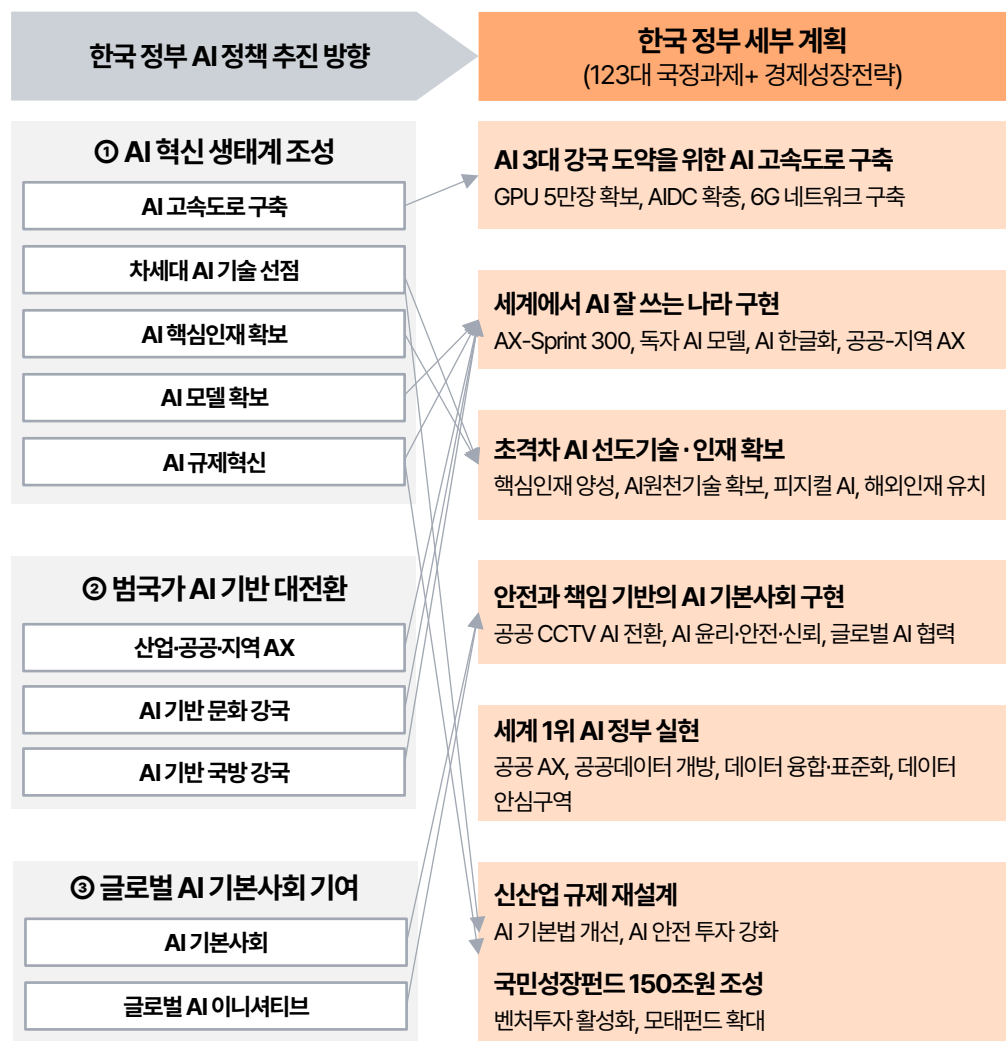 한국 정부 AI 정책 추진 방향
한국 정부 세부 계획
(123대 국정과제+ 경제성장전략)
① AI 혁신 생태계 조성
AI 고속도로 구축
차세대 AI 기술 선점
AI 핵심인재 확보
AI 모델 확보
AI 규제혁신
② 범국가 AI 기반 대전환
산업·공공·지역 AX
AI 기반 문화 강국
AI 기반 국방 강국
③ 글로벌 AI 기본사회 기여
AI 기본사회
글로벌 AI 이니셔티브
AI 3대 강국 도약을 위한 AI 고속도로 구축
GPU 5만장 확보, AIDC 확충, 6G 네트워크 구축
세계에서 AI 잘 쓰는 나라 구현
AX-Sprint 300, 독자 AI 모델, AI 한글화, 공공-지역 AX
초격차 AI 선도기술·인재 확보
핵심인재 양성, AI원천기술 확보, 피지컬 AI, 해외인재 유치
안전과 책임 기반의 AI 기본사회 구현
공공 CCTV AI 전환, AI 윤리·안전·신뢰, 글로벌 AI 협력
세계 1위 AI 정부 실현
공공 AX, 공공데이터 개방, 데이터 융합·표준화, 데이터
안심구역
신산업 규제 재설계
AI 기본법 개선, AI 안전 투자 강화
국민성장펀드 150조원 조성
벤처투자 활성화, 모태펀드 확대